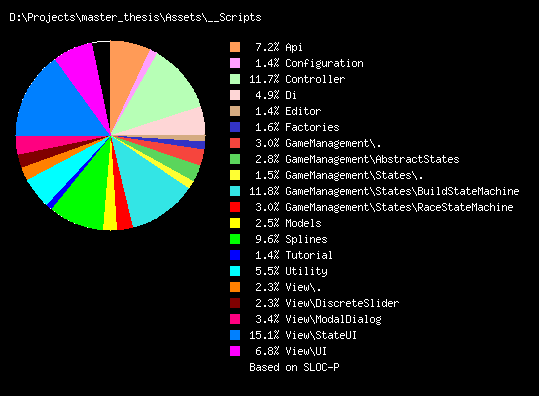 D:\Projects\master_thesis\Assets\__Scripts
7.2% Api
1.4% Configuration
11.7% Controller
4.9% Di
1.4% Editor
1.6% Factories
3.0% GameManagement\.
2.8% GameManagement\AbstractStates
1.5% GameManagement\States\.
11.8% GameManagement\States\BuildStateMachine
3.0% GameManagement\States\RaceStateMachine
2.5% Models
9.6% Splines
1.4% Tutorial
5.5% Utility
2.3% View\.
2.3% View\DiscreteSlider
3.4% View\ModalDialog
15.1% View\StateUI
6.8% View\UI
Based on SLOC-P